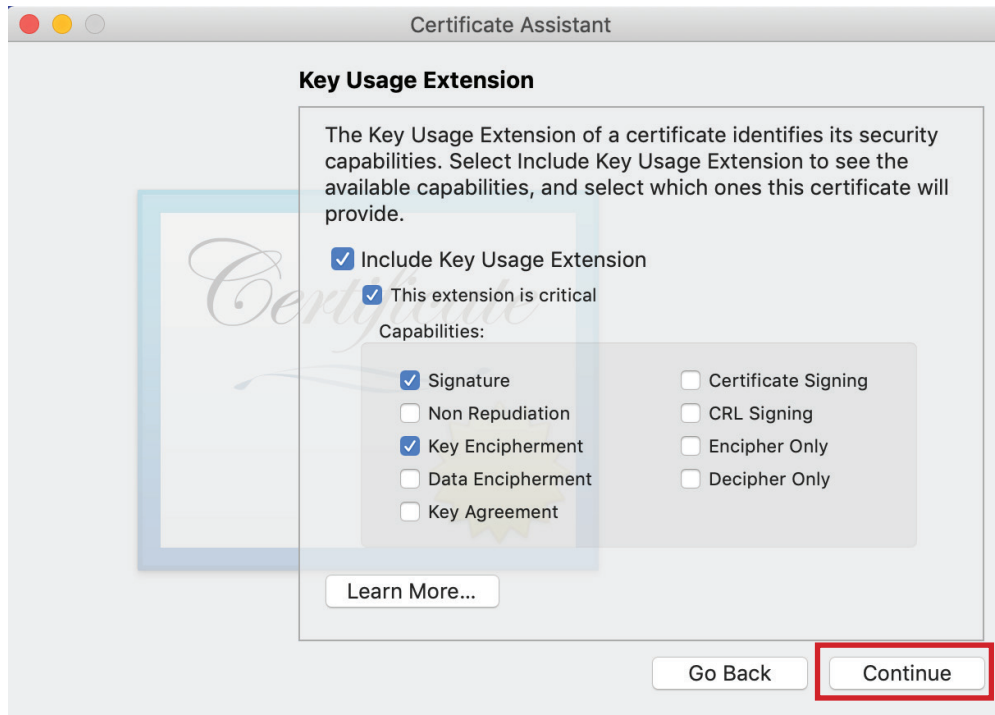 Certificate Assistant
Key Usage Extension
The Key Usage Extension of a certificate identifies its security
capabilities. Select Include Key Usage Extension to see the
available capabilities, and select which ones this certificate will
provide.
Certificate
Include Key Usage Extension
This extension is critical
Capabilities:
Signature
Non Repudiation
Key Encipherment
Data Encipherment
Key Agreement
Certificate Signing
CRL Signing
Encipher Only
Decipher Only
Learn More...
Go Back
Continue